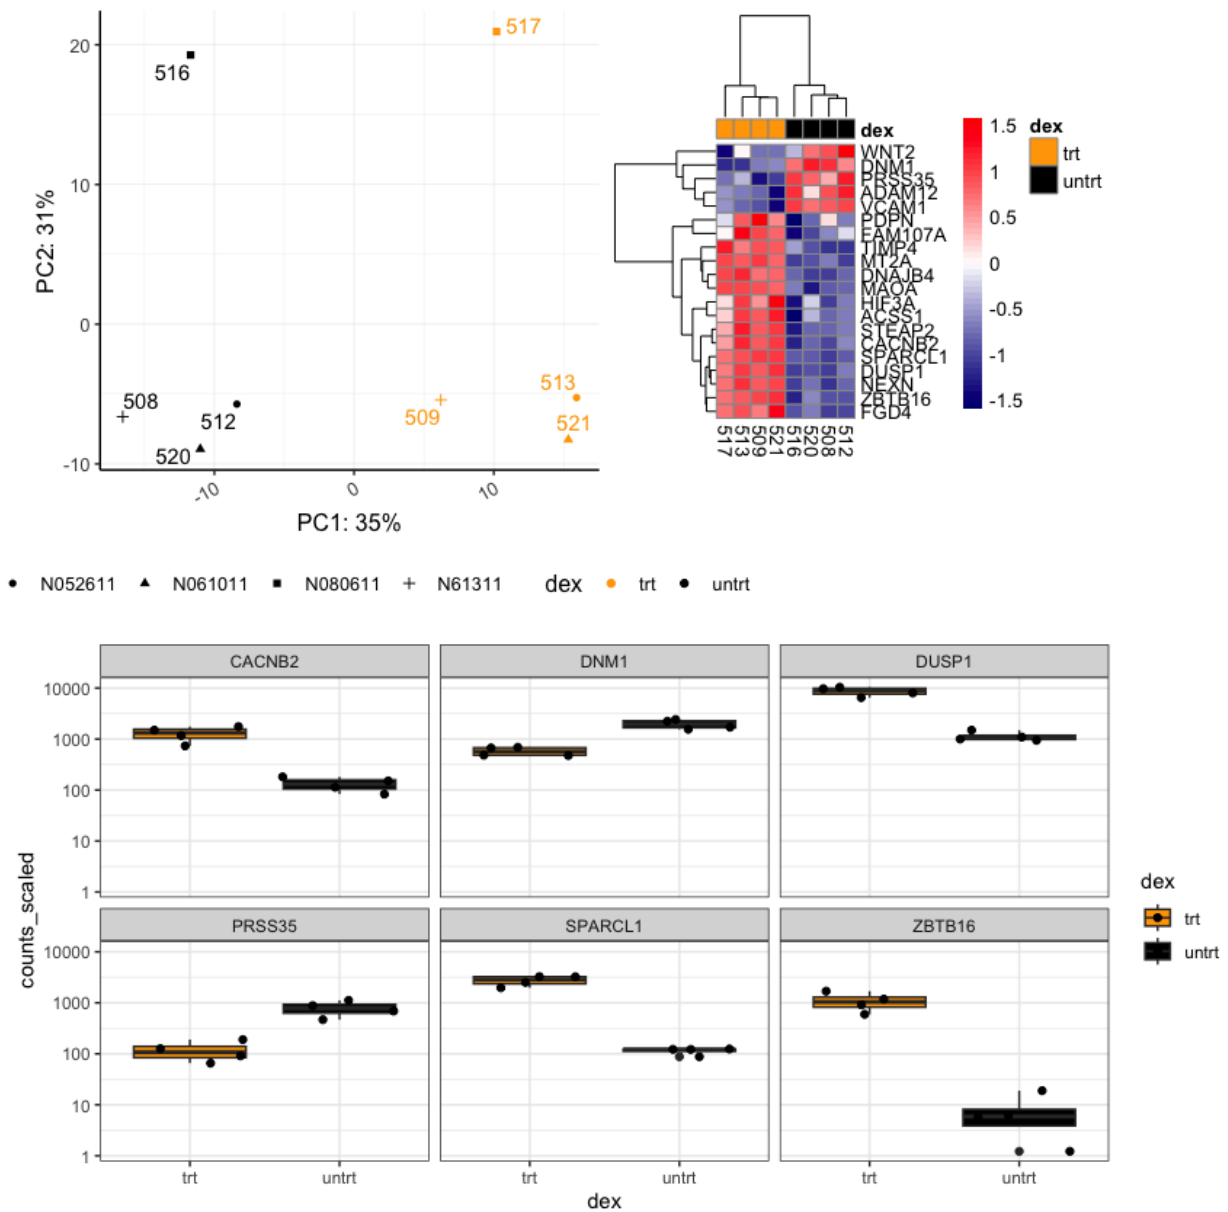 20
10
0
-10
PC2: 31%
516
517
508
512
520
509
513
521
-10
0
10
PC1: 35%
dex
WNT2
DNM1
PRSS35
ADAM12
VCAM1
PDPN
FAM107A
TIMP4
MT2A
DNAJB4
MAOA
HIF3A
ACSS1
STEAP2
CACNB2
SPARCL1
DUSP1
NEXN
ZBTB16
FGD4
517
513
509
521
516
520
508
512
1.5
1
0.5
0
-0.5
-1
-1.5
dex
trt
untrt
N052611 N061011 N080611 N61311 dex trt untrt
CACNB2 DNM1 DUSP1
10000
1000
100
10
1
PRSS35 SPARCL1 ZBTB16
10000
1000
100
10
1
counts_scaled
trt untrt trt untrt trt untrt
dex
dex
trt
untrt